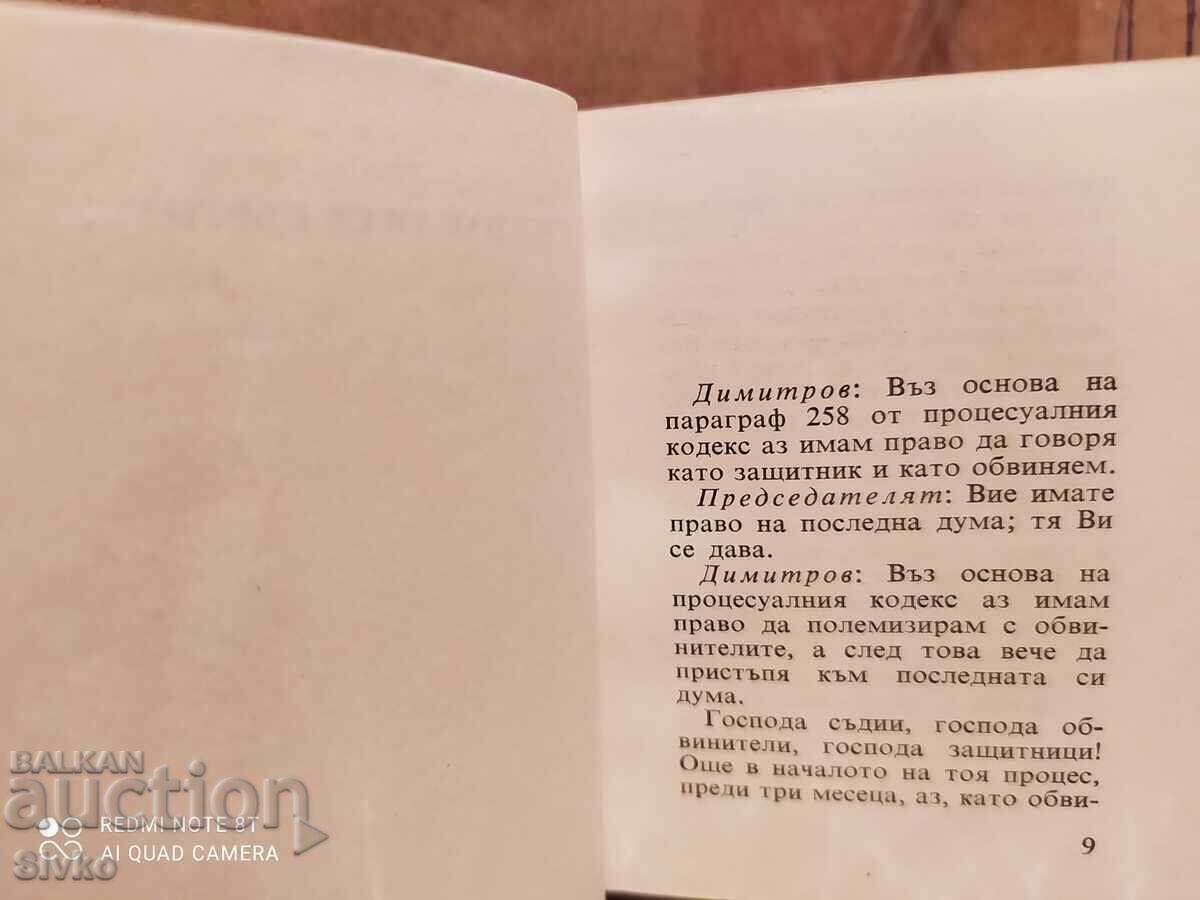 Димитров: Въз основа на
параграф 258 от процесуалния
кодекс аз имам право да говоря
като защитник и като обвиняем.
Председателят: Вие имате
право на последна дума; тя Ви
се дава.
Димитров: Въз основа на
процесуалния кодекс аз имам
право да полемизирам с обви-
нителите, а след това вече да
пристъпя към последната си
дума.
Господа съдии, господа об-
винители, господа защитници!
Още в началото на тоя процес,
преди три месеца, аз, като обви-
9
BALKAN
auction
REDMI NOTE 8T
AI QUAD CAMERA
Sivko